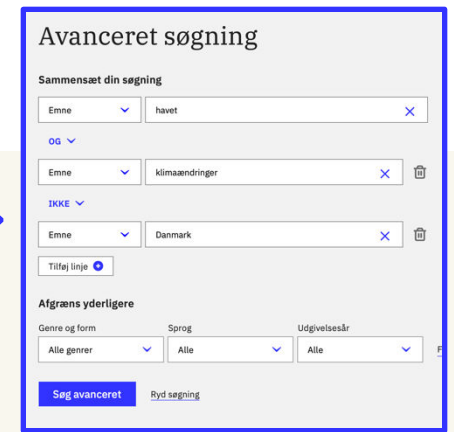 Avanceret søgning
Sammensæt din søgning
Emne havet
OG
Emne klimaændringer
IKKE
Emne Danmark
Tilføj linje
Afgræns yderligere
Genre og form Sprog Udgivelsesår
Alle genrer Alle Alle
Søg avanceret Ryd søgning